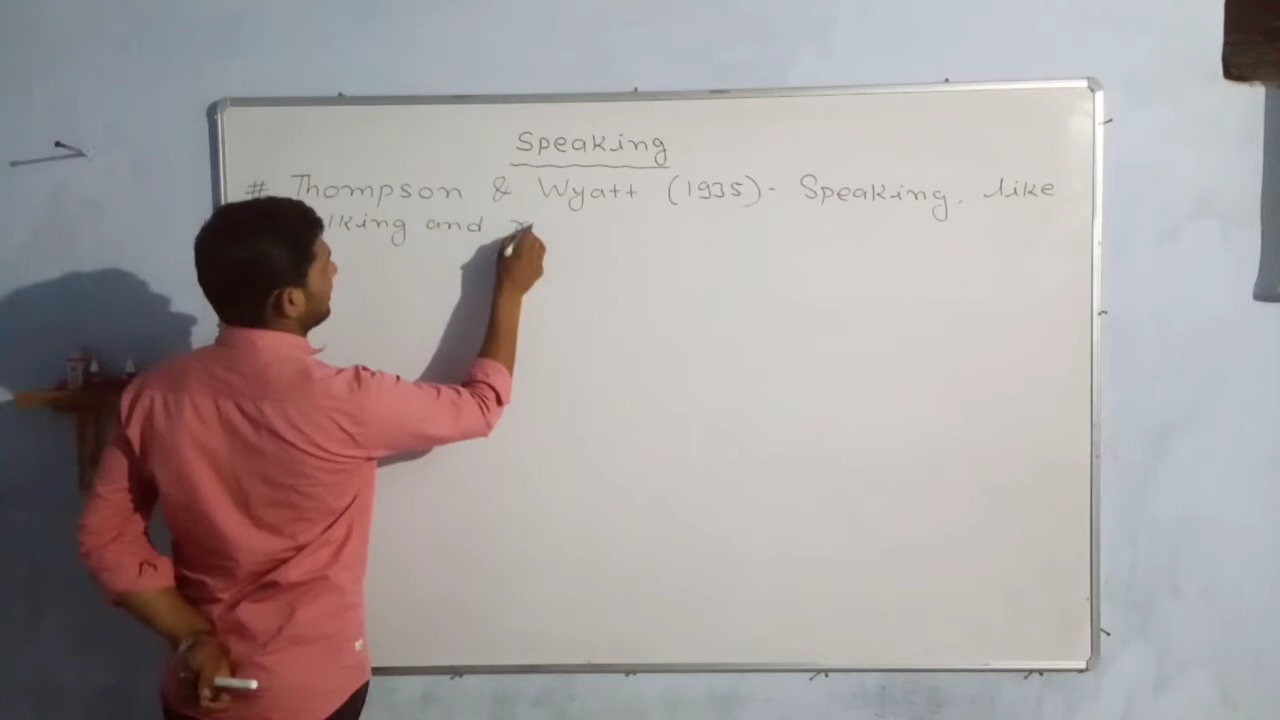 Speaking
# Thompson & Wyatt (1935)- Speaking, like
and